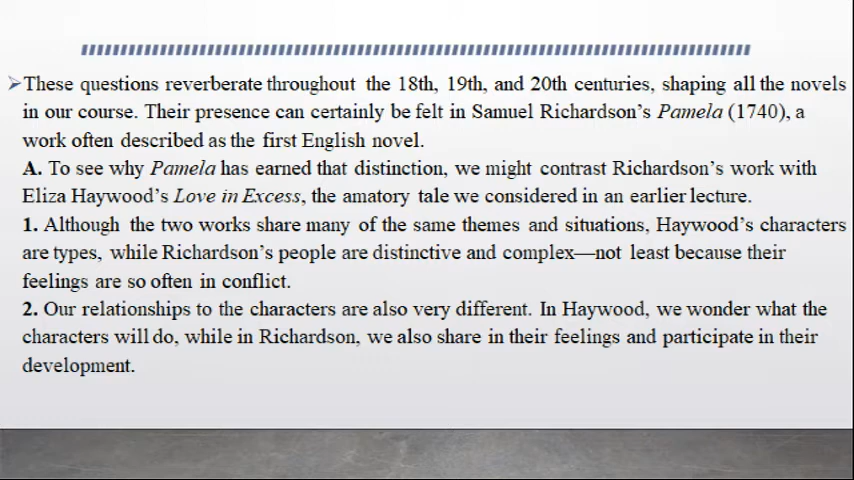 ➢These questions reverberate throughout the 18th, 19th, and 20th centuries, shaping all the novels
in our course. Their presence can certainly be felt in Samuel Richardson's Pamela (1740), a
work often described as the first English novel.
A. To see why Pamela has earned that distinction, we might contrast Richardson's work with
Eliza Haywood's Love in Excess, the amatory tale we considered in an earlier lecture.
1. Although the two works share many of the same themes and situations, Haywood's characters
are types, while Richardson's people are distinctive and complex—not least because their
feelings are so often in conflict.
2. Our relationships to the characters are also very different. In Haywood, we wonder what the
characters will do, while in Richardson, we also share in their feelings and participate in their
development.